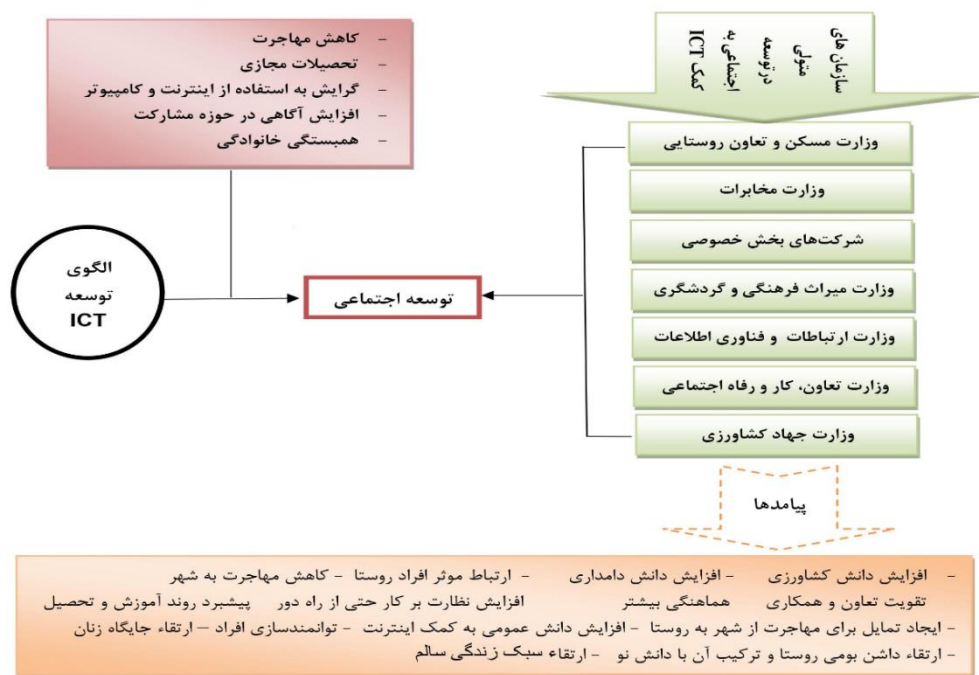 - کاهش مهاجرت
- تحصیلات مجازی
- گرایش به استفاده از اینترنت و کامپیوتر
- افزایش آگاهی در حوزه مشارکت
- همبستگی خانوادگی
سازمان های
متولی
در توسعه
اجتماعی به
کمک ICT
وزارت مسکن و تعاون روستایی
وزارت مخابرات
شرکت‌های بخش خصوصی
وزارت میراث فرهنگی و گردشگری
وزارت ارتباطات و فناوری اطلاعات
وزارت تعاون، کار و رفاه اجتماعی
وزارت جهاد کشاورزی
توسعه اجتماعی
الگوی
توسعه
ICT
پیامدها
- افزایش دانش کشاورزی - افزایش دانش دامداری - ارتباط موثر افراد روستا - کاهش مهاجرت به شهر
تقویت تعاون و همکاری هماهنگی بیشتر افزایش نظارت بر کار حتی از راه دور پیشبرد روند آموزش و تحصیل
- ایجاد تمایل برای مهاجرت از شهر به روستا - افزایش دانش عمومی به کمک اینترنت - توانمندسازی افراد – ارتقاء جایگاه زنان
- ارتقاء داشن بومی روستا و ترکیب آن با دانش نو - ارتقاء سبک زندگی سالم